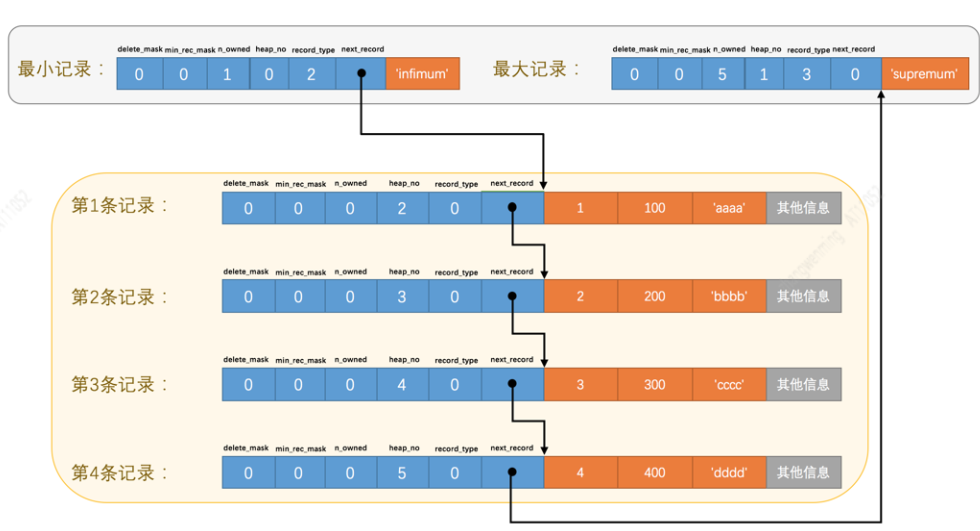 delete_mask min_rec_mask n_owned heap_no record_type next_record
最小记录： 0 0 1 0 2 'infimum'
delete_mask min_rec_mask n_owned heap_no record_type next_record
最大记录： 0 0 5 1 3 0 'supremum'
delete_mask min_rec_mask n_owned heap_no record_type next_record
第1条记录： 0 0 0 2 0 1 100 'aaaa' 其他信息
delete_mask min_rec_mask n_owned heap_no record_type next_record
第2条记录： 0 0 0 3 0 2 200 'bbbb' 其他信息
delete_mask min_rec_mask n_owned heap_no record_type next_record
第3条记录： 0 0 0 4 0 3 300 'cccc' 其他信息
delete_mask min_rec_mask n_owned heap_no record_type next_record
第4条记录： 0 0 0 5 0 4 400 'dddd' 其他信息